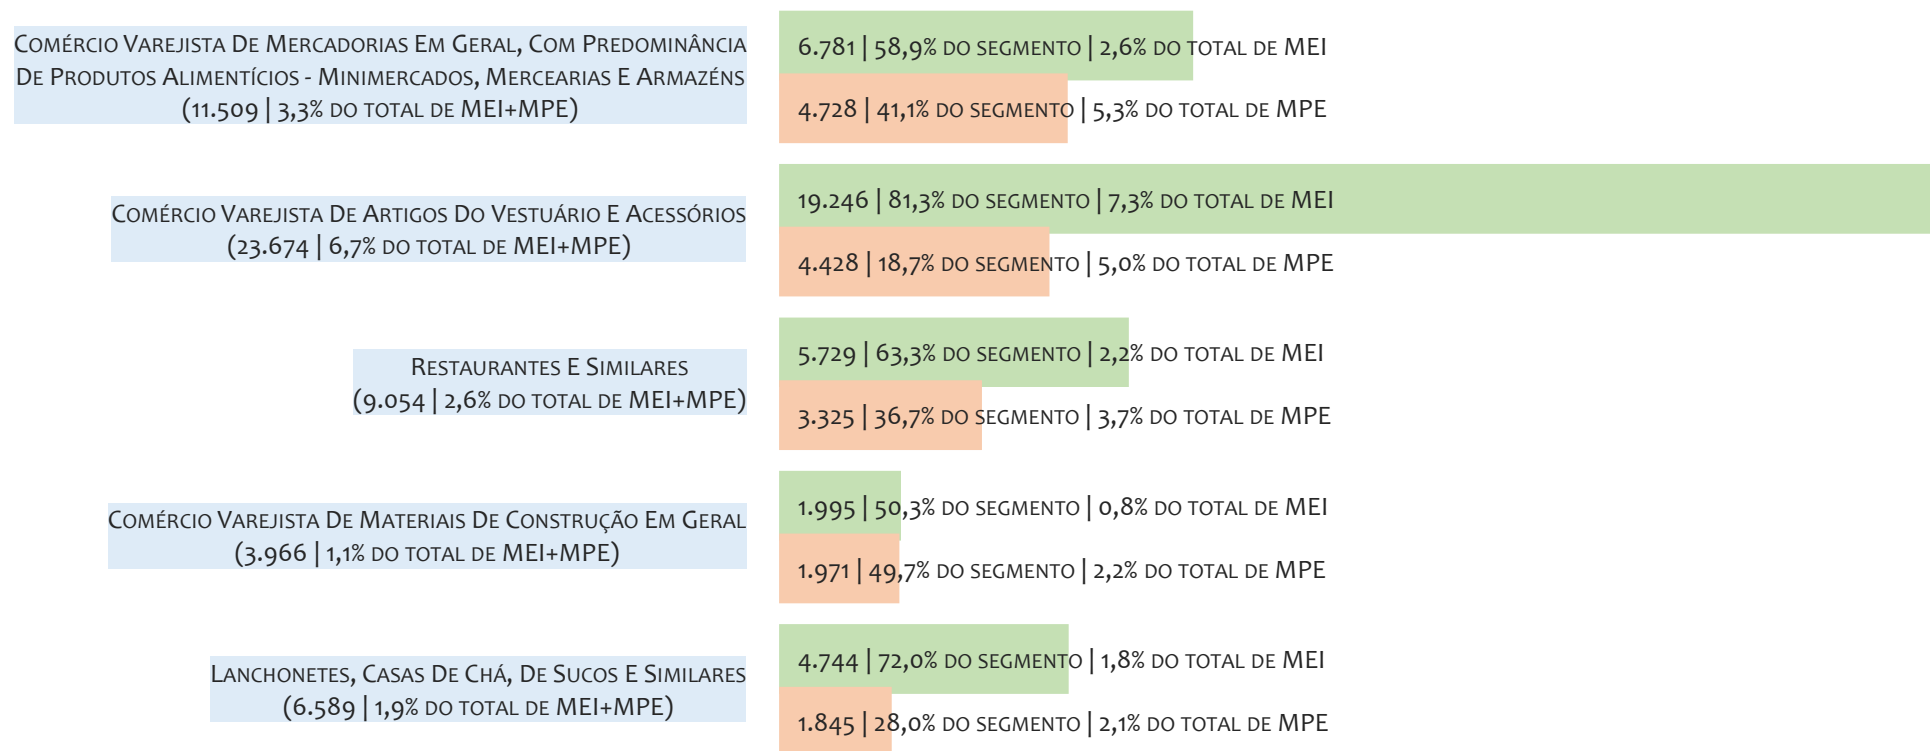 Comércio Varejista De Mercadorias Em Geral, Com Predominância
De Produtos Alimentícios - Minimercados, Mercearias E Armazéns
(11.509 | 3,3% do total de MEI+MPE)
6.781 | 58,9% do segmento | 2,6% do total de MEI
4.728 | 41,1% do segmento | 5,3% do total de MPE
Comércio Varejista De Artigos Do Vestuário E Acessórios
(23.674 | 6,7% do total de MEI+MPE)
19.246 | 81,3% do segmento | 7,3% do total de MEI
4.428 | 18,7% do segmento | 5,0% do total de MPE
Restaurantes E Similares
(9.054 | 2,6% do total de MEI+MPE)
5.729 | 63,3% do segmento | 2,2% do total de MEI
3.325 | 36,7% do segmento | 3,7% do total de MPE
Comércio Varejista De Materiais De Construção Em Geral
(3.966 | 1,1% do total de MEI+MPE)
1.995 | 50,3% do segmento | 0,8% do total de MEI
1.971 | 49,7% do segmento | 2,2% do total de MPE
Lanchonetes, Casas De Chá, De Sucos E Similares
(6.589 | 1,9% do total de MEI+MPE)
4.744 | 72,0% do segmento | 1,8% do total de MEI
1.845 | 28,0% do segmento | 2,1% do total de MPE